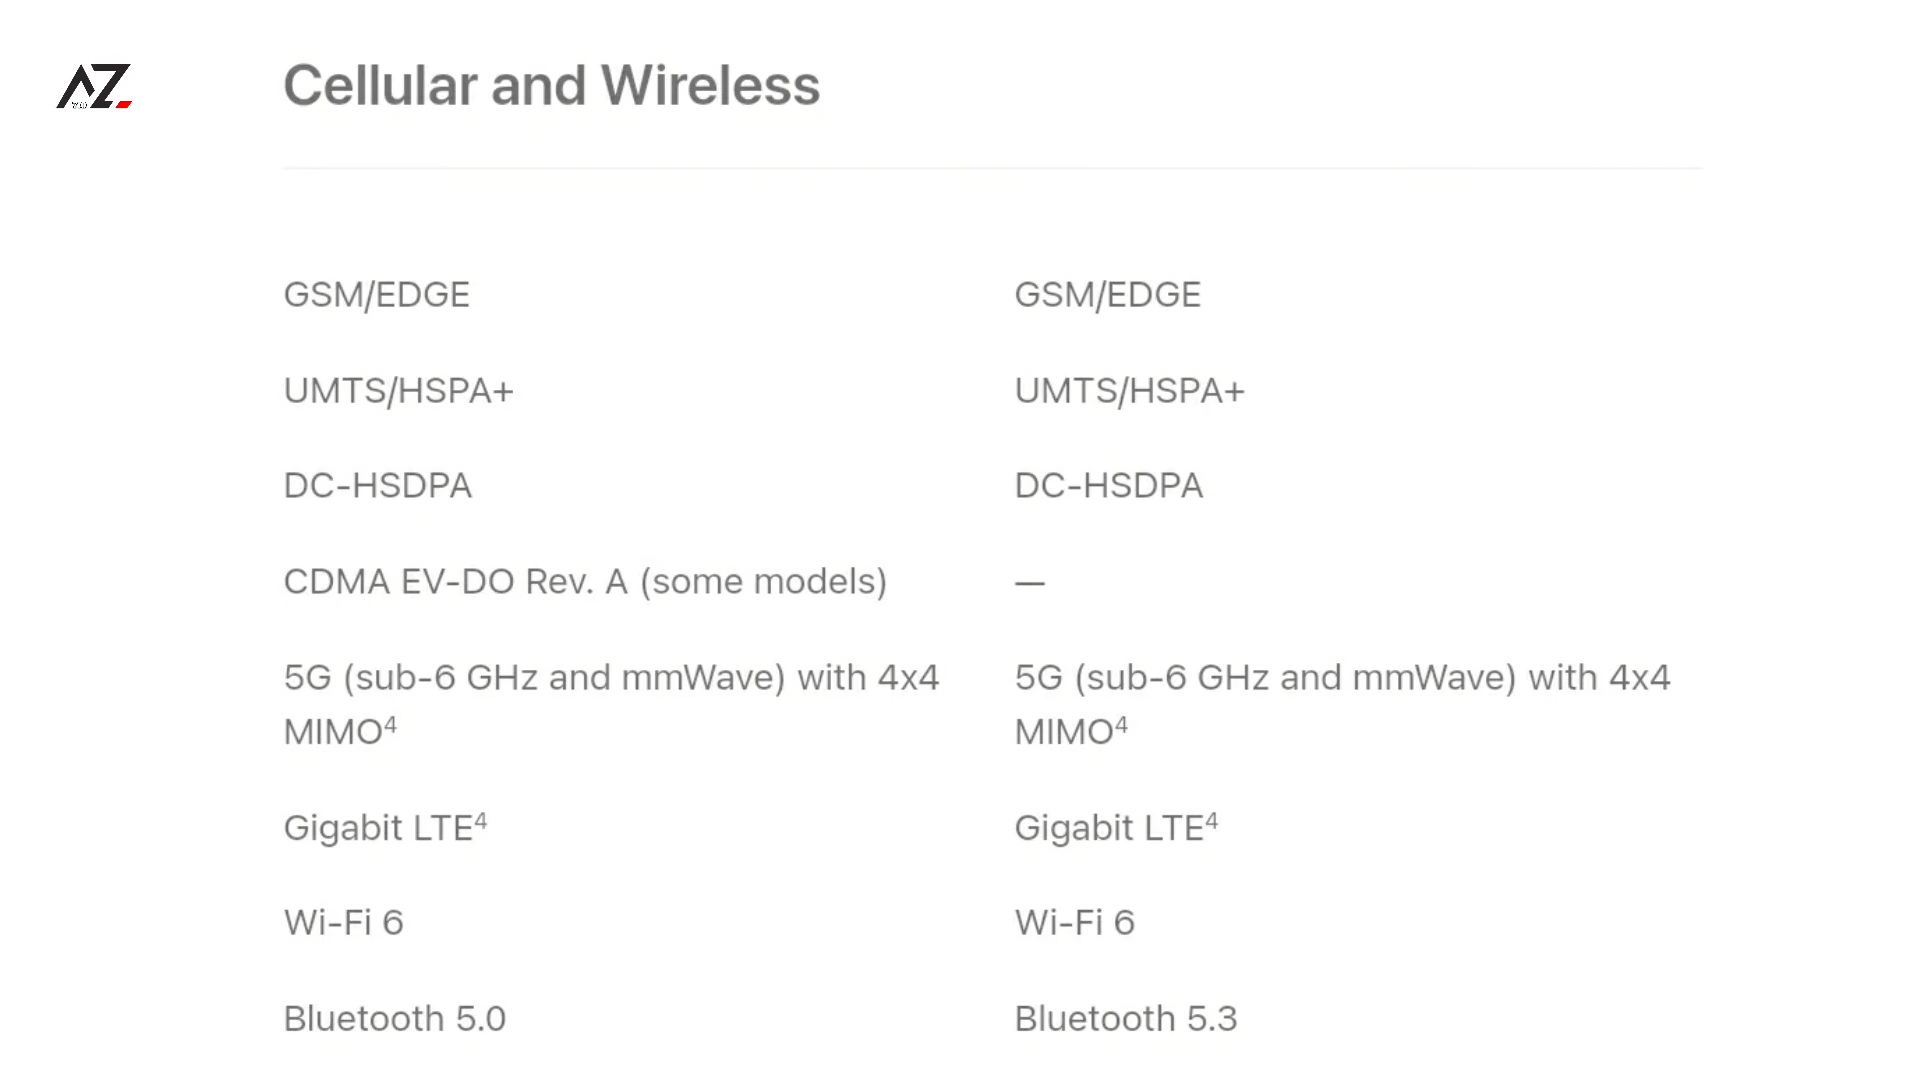 AZ.
Cellular and Wireless
GSM/EDGE
GSM/EDGE
UMTS/HSPA+
UMTS/HSPA+
DC-HSDPA
DC-HSDPA
CDMA EV-DO Rev. A (some models)
—
5G (sub-6 GHz and mmWave) with 4x4
MIMO⁴
5G (sub-6 GHz and mmWave) with 4x4
MIMO⁴
Gigabit LTE⁴
Gigabit LTE⁴
Wi-Fi 6
Wi-Fi 6
Bluetooth 5.0
Bluetooth 5.3